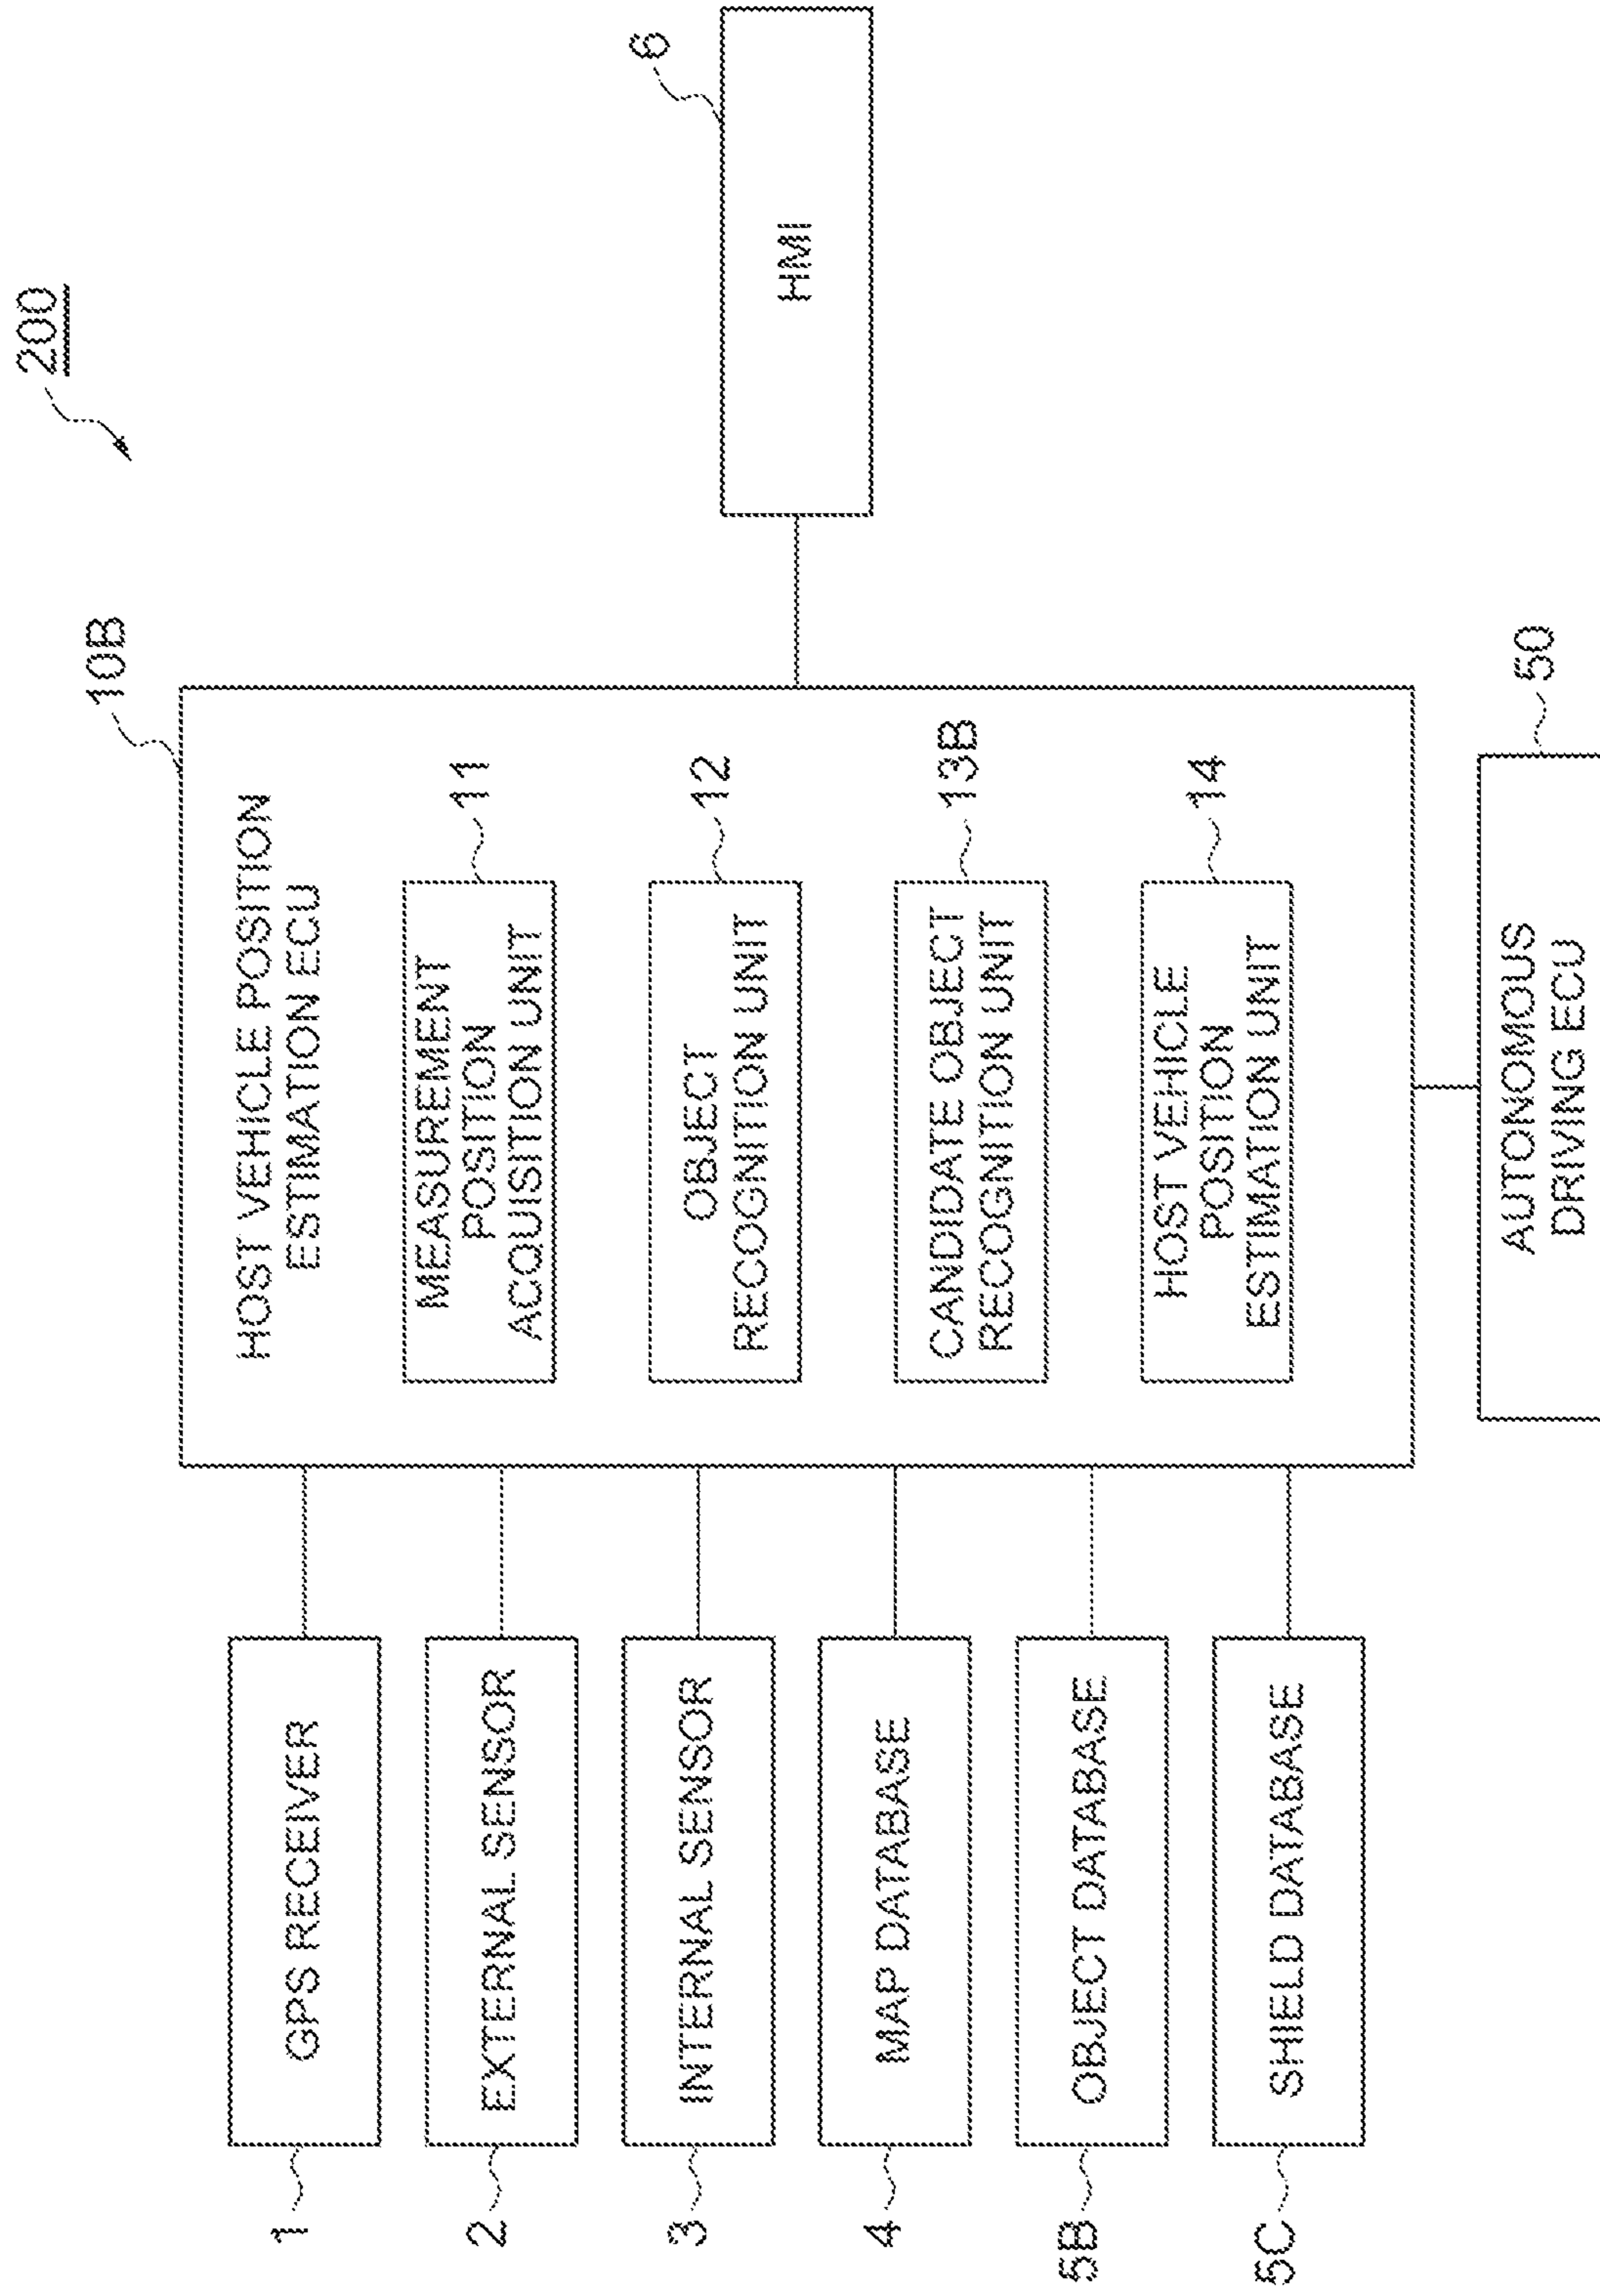 200
10B
HOST VEHICLE POSITION
ESTIMATION ECU
1
GPS RECEIVER
2
EXTERNAL SENSOR
3
INTERNAL SENSOR
4
MAP DATABASE
5B
OBJECT DATABASE
5C
SHIELD DATABASE
MEASUREMENT
POSITION
ACQUISITION UNIT
11
OBJECT
RECOGNITION UNIT
12
CANDIDATE OBJECT
RECOGNITION UNIT
13B
HOST VEHICLE
POSITION
ESTIMATION UNIT
14
HMI
6
AUTONOMOUS
DRIVING ECU
50